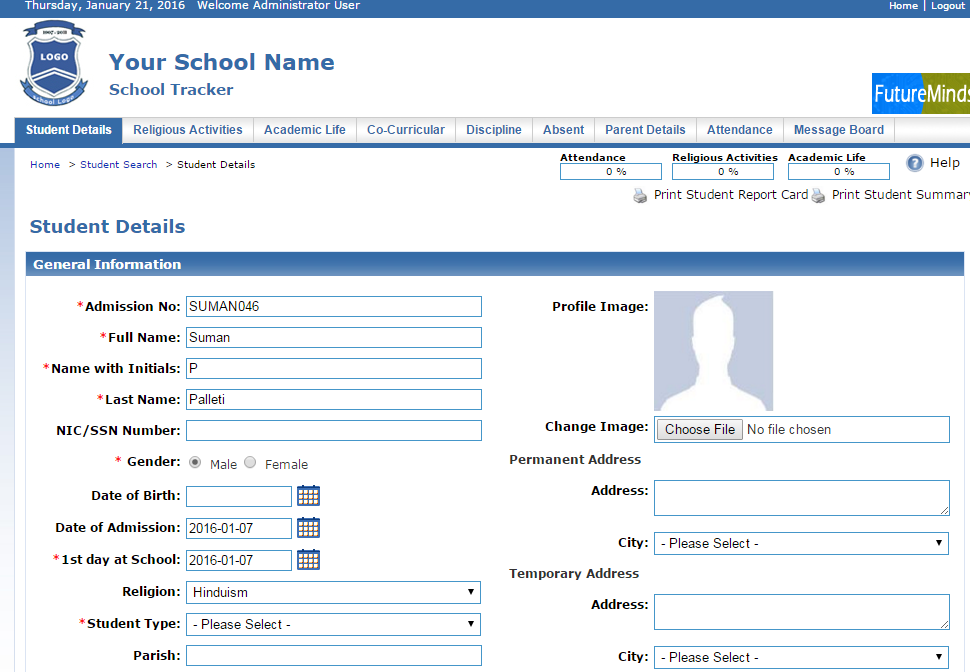 Thursday, January 21, 2016 Welcome Administrator User
Home | Logout
LOGO
School Logo
Your School Name
School Tracker
FutureMinds
Student Details Religious Activities Academic Life Co-Curricular Discipline Absent Parent Details Attendance Message Board
Home > Student Search > Student Details
Attendance Religious Activities Academic Life
0 % 0 % 0 %
Help
Print Student Report Card Print Student Summar
Student Details
General Information
*Admission No: SUMAN046
*Full Name: Suman
*Name with Initials: P
*Last Name: Palleti
NIC/SSN Number:
* Gender: Male Female
Date of Birth:
Date of Admission: 2016-01-07
*1st day at School: 2016-01-07
Religion: Hinduism
*Student Type: - Please Select -
Parish:
Profile Image:
Change Image: Choose File No file chosen
Permanent Address
Address:
City: - Please Select -
Temporary Address
Address:
City: - Please Select -